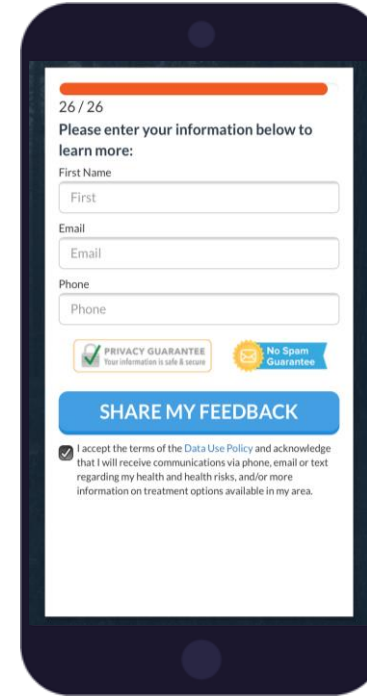 26 / 26
Please enter your information below to
learn more:
First Name
First
Email
Email
Phone
Phone
PRIVACY GUARANTEE
Your information is safe & secure
No Spam
Guarantee
SHARE MY FEEDBACK
I accept the terms of the Data Use Policy and acknowledge
that I will receive communications via phone, email or text
regarding my health and health risks, and/or more
information on treatment options available in my area.